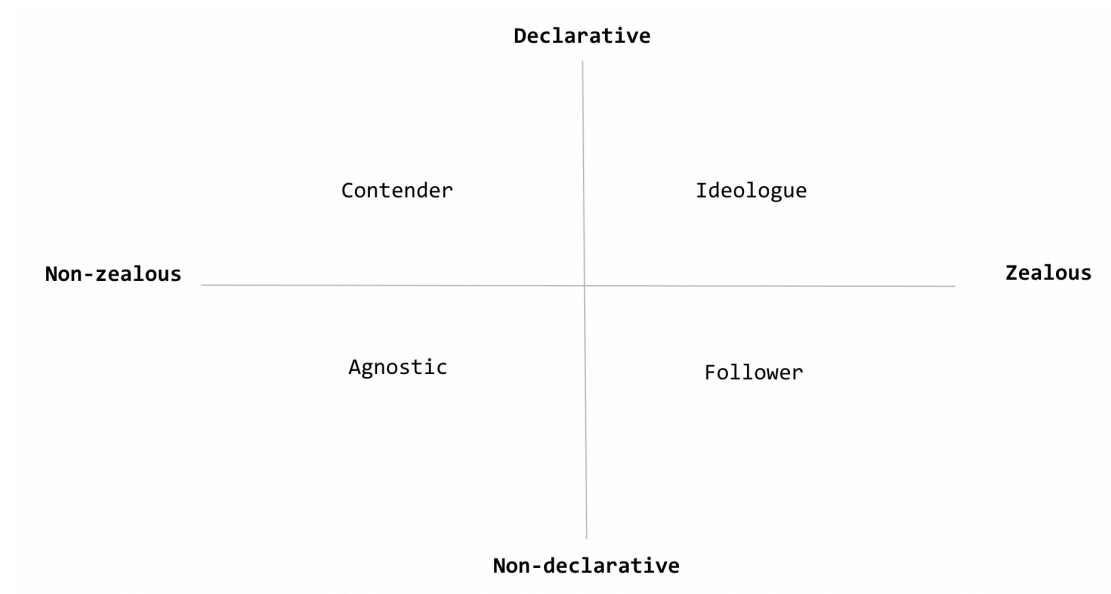 Declarative
Contender
Ideologue
Non-zealous
Zealous
Agnostic
Follower
Non-declarative